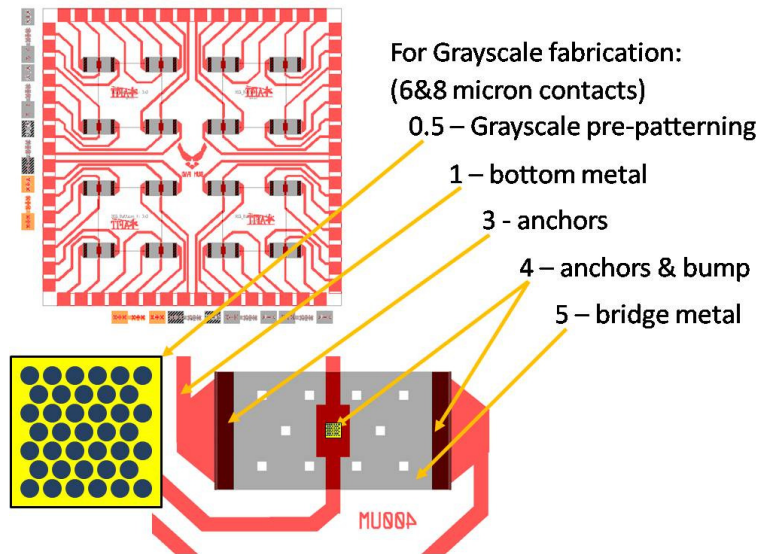 For Grayscale fabrication:
(6&8 micron contacts)
0.5 – Grayscale pre-patterning
1 – bottom metal
3 - anchors
4 – anchors & bump
5 – bridge metal
400UM